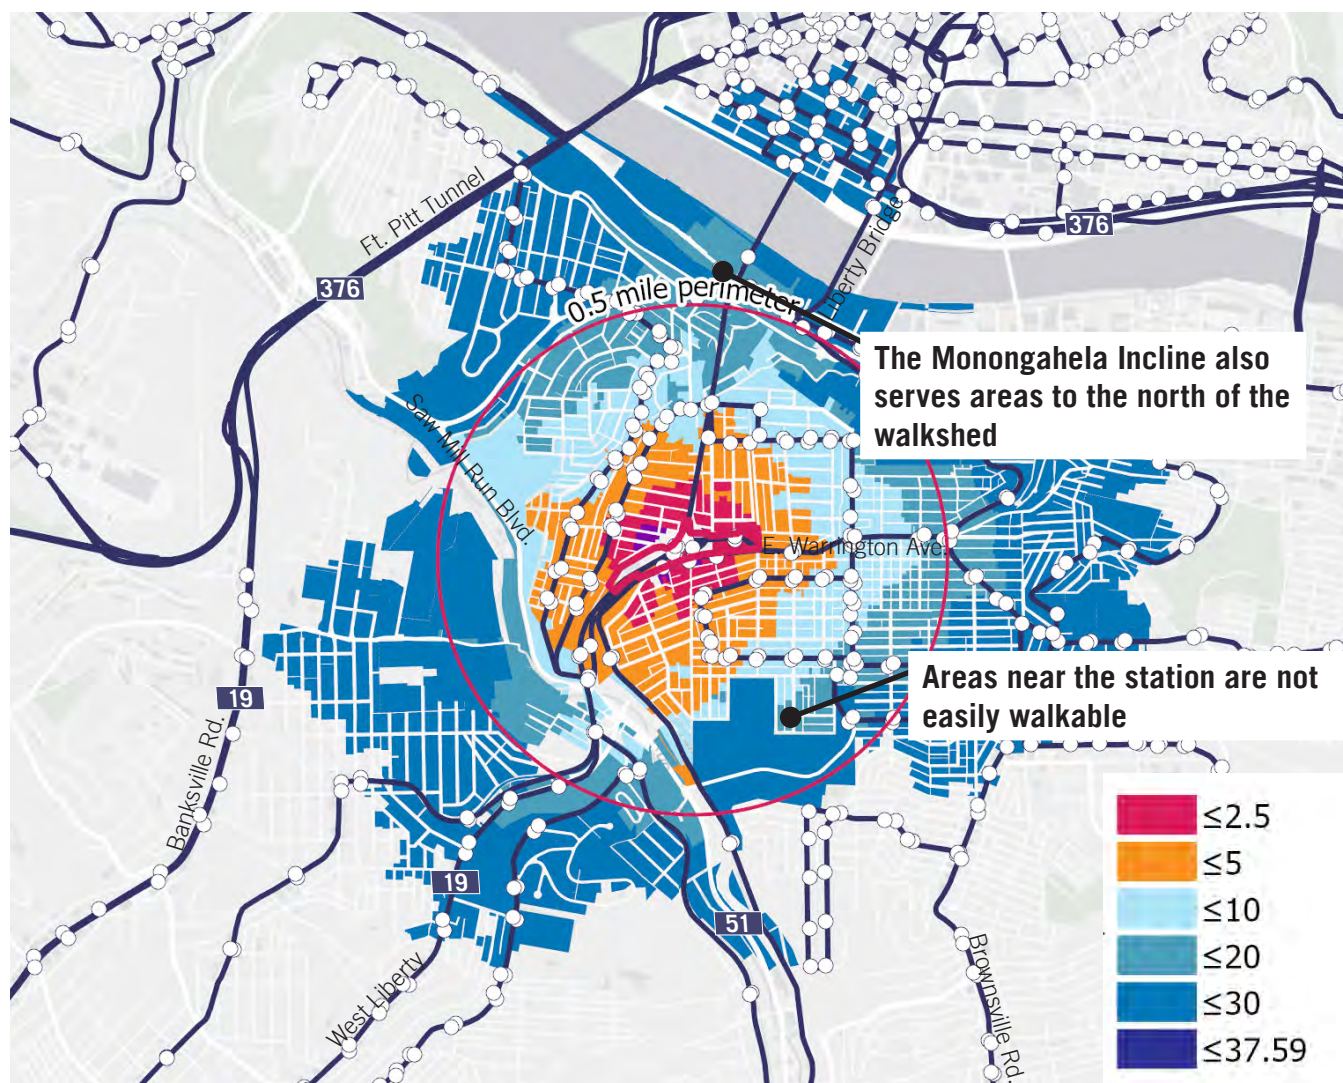 Ft. Pitt Tunnel
376
376
Liberty Bridge
0.5 mile perimeter
The Monongahela Incline also
serves areas to the north of the
walkshed
Saw Mill Run Blvd.
E. Warrington Ave.
Areas near the station are not
easily walkable
19
Banksville Rd.
19
51
West Liberty
Brownsville Rd.
≤2.5
≤5
≤10
≤20
≤30
≤37.59